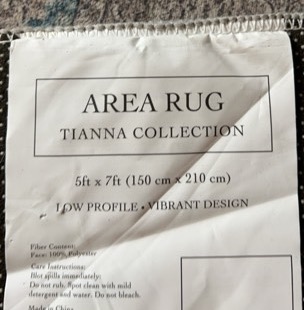 AREA RUG
TIANNA COLLECTION
5ft x 7ft (150 cm x 210 cm)
LOW PROFILE • VIBRANT DESIGN
Fiber Content:
Face: 100% Polyester
Care Instructions:
Blot spills immediately;
Do not rub. Spot clean with mild
detergent and water. Do not bleach.
Made in China